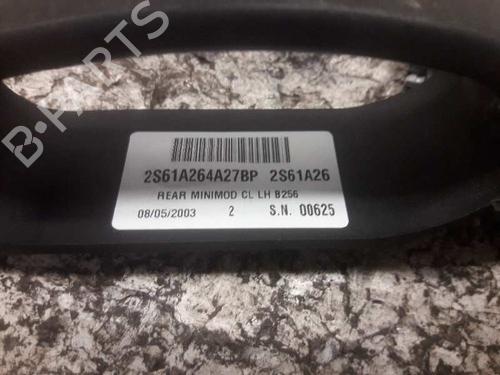 B-PARTS
2S61A264A27BP 2S61A26
REAR MINIMOD CL LH B256
08/05/2003 2 S.N. 00625